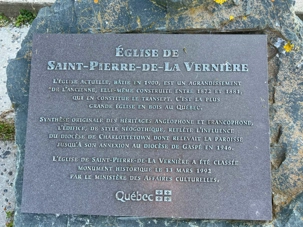 ÉGLISE DE
SAINT-PIERRE-DE-LA VERNIÈRE
L'ÉGLISE ACTUELLE, BÂTIE EN 1900, EST UN AGRANDISSEMENT
DE L'ANCIENNE, ELLE-MÊME CONSTRUITE, ENTRE 1872 ET 1881,
QUI EN CONSTITUE LE TRANSEPT. C'EST LA PLUS
GRANDE ÉGLISE EN BOIS AU QUÉBEC.
SYNTHÈSE ORIGINALE DES HÉRITAGES ANGLOPHONE ET FRANCOPHONE,
L'ÉDIFICE, DE STYLE NÉOGOTHIQUE, REFLÈTE L'INFLUENCE
DU DIOCÈSE DE CHARLOTTETOWN DONT RELEVAIT LA PAROISSE
JUSQU'À SON ANNEXION AU DIOCÈSE DE GASPÉ EN 1946.
L'ÉGLISE DE SAINT-PIERRE-DE LA VERNIÈRE A ÉTÉ CLASSÉE
MONUMENT HISTORIQUE LE 11 MARS 1992
PAR LE MINISTÈRE DES AFFAIRES CULTURELLES.
Québec